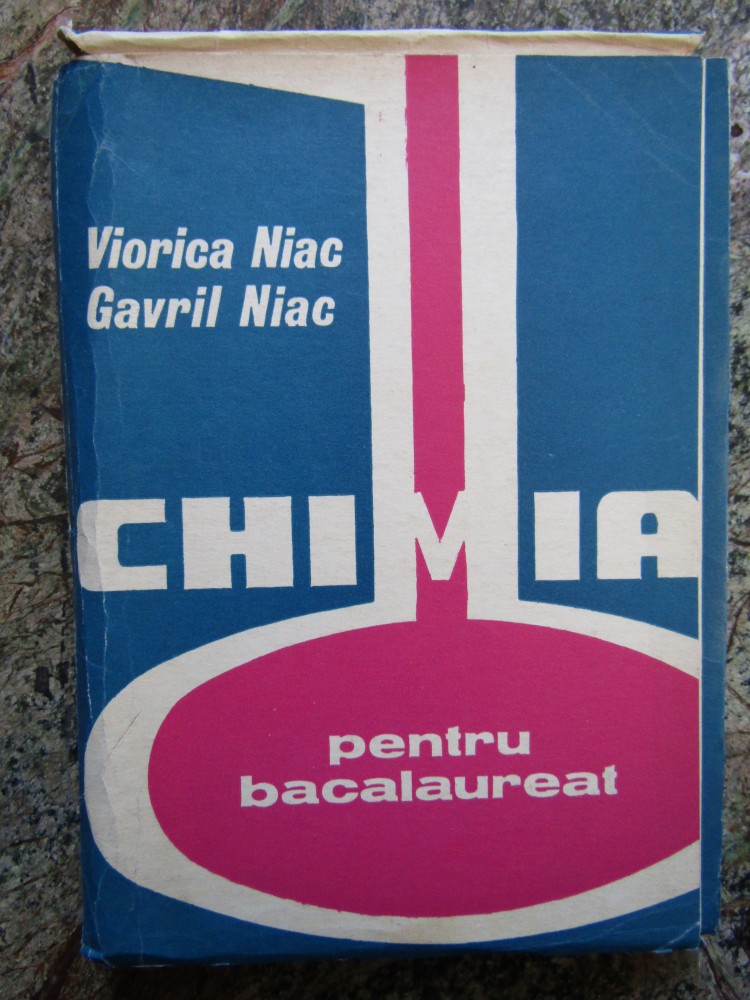 Viorica Niac
Gavril Niac
CHIMIA
pentru
bacalaureat